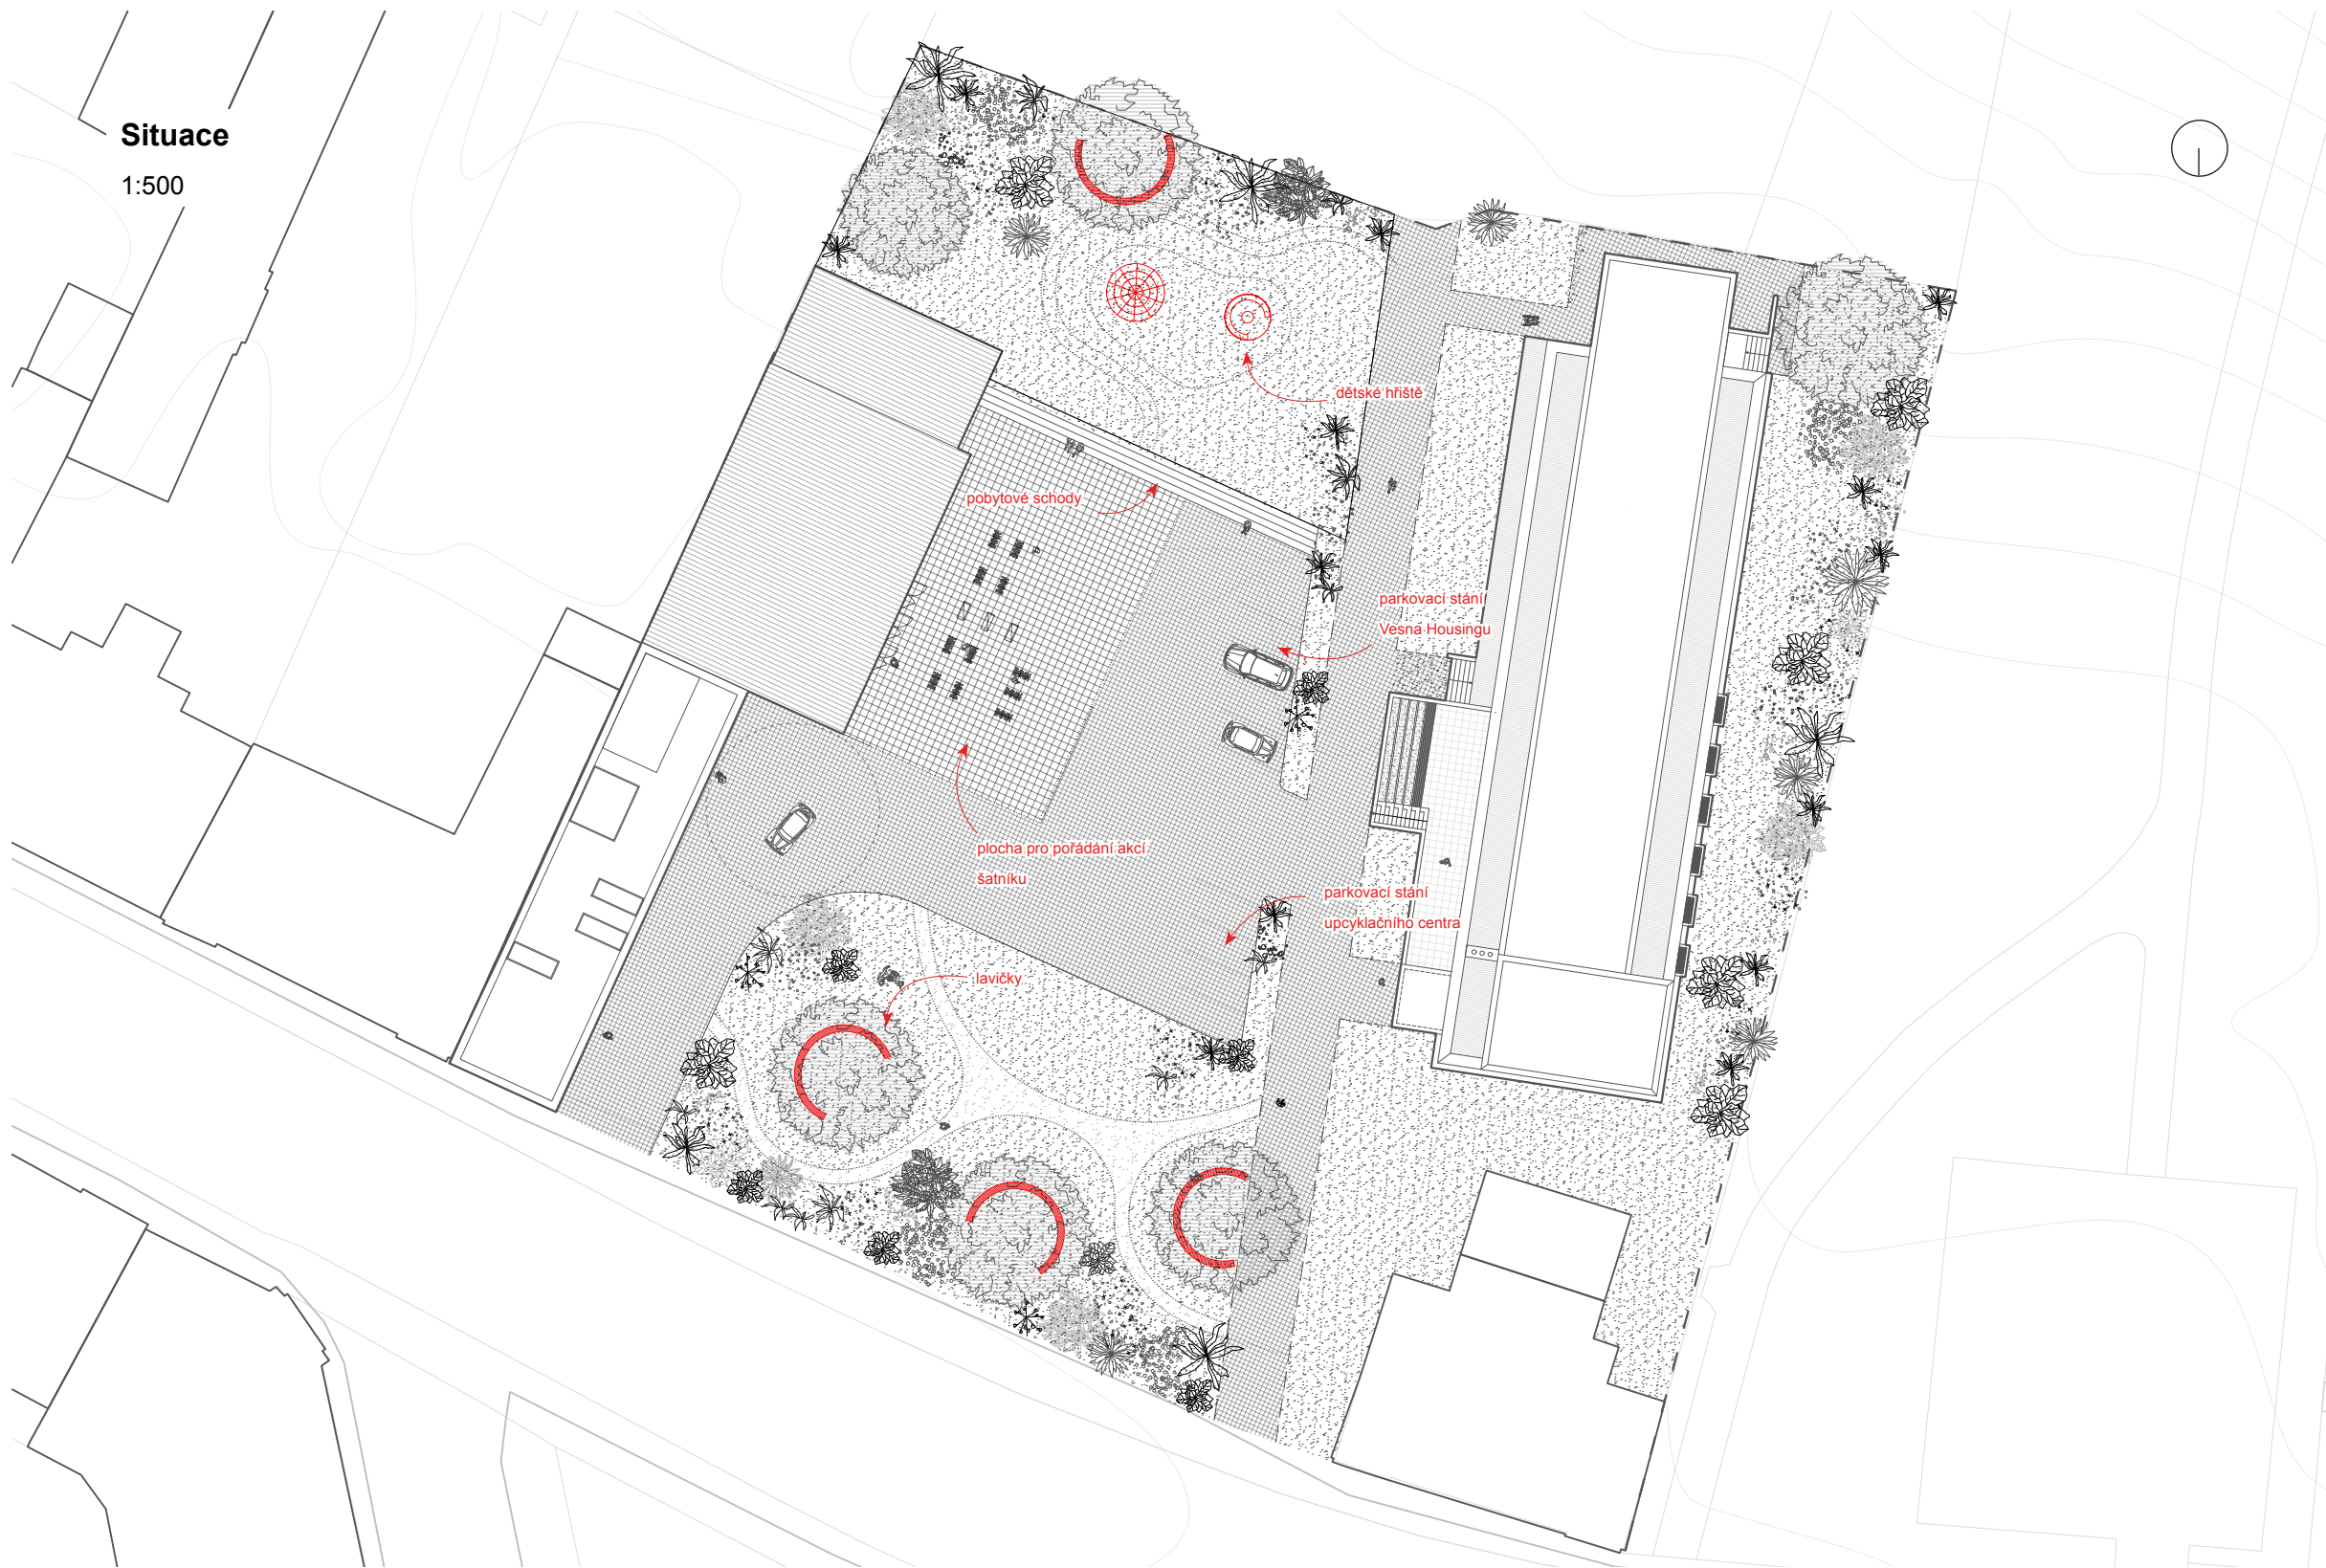 Situace
1:500
dětské hřiště
pobytové schody
parkovací stání
Vesna Housingu
plocha pro pořádání akcí
šatníku
parkovací stání
upcyklačního centra
lavičky